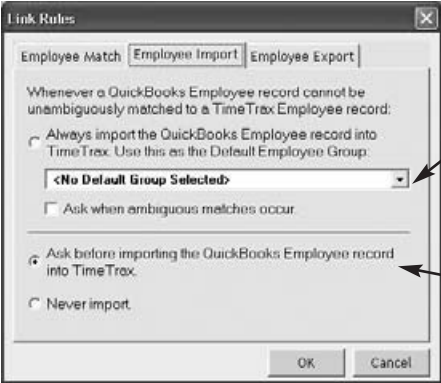 Link Rules
Employee Match Employee Import Employee Export
Whenever a QuickBooks Employee record cannot be
unambiguously matched to a TimeTrax Employee record:
Always import the QuickBooks Employee record into
TimeTrax. Use this as the Default Employee Group:
<No Default Group Selected>
Ask when ambiguous matches occur.
Ask before importing the QuickBooks Employee record
into TimeTrax.
Never import.
OK Cancel